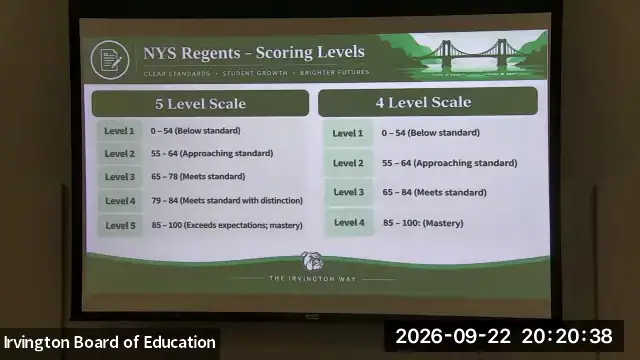 NYS Regents – Scoring Levels
CLEAR STANDARDS • STUDENT GROWTH • BRIGHTER FUTURES
5 Level Scale
Level 1 0 – 54 (Below standard)
Level 2 55 – 64 (Approaching standard)
Level 3 65 – 78 (Meets standard)
Level 4 79 – 84 (Meets standard with distinction)
Level 5 85 – 100 (Exceeds expectations; mastery)
4 Level Scale
Level 1 0 – 54 (Below standard)
Level 2 55 – 64 (Approaching standard)
Level 3 65 – 84 (Meets standard)
Level 4 85 – 100: (Mastery)
THE IRVINGTON WAY
Irvington Board of Education
2026-09-22 20:20:38